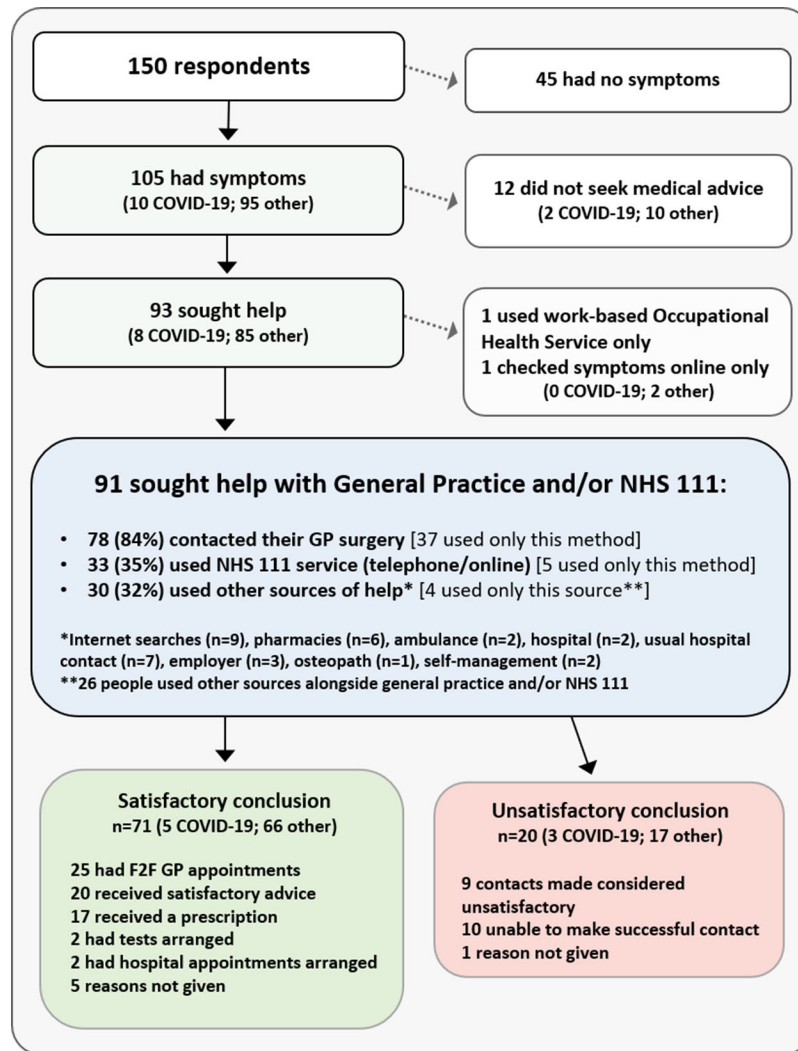 150 respondents
45 had no symptoms
105 had symptoms
(10 COVID-19; 95 other)
12 did not seek medical advice
(2 COVID-19; 10 other)
93 sought help
(8 COVID-19; 85 other)
1 used work-based Occupational
Health Service only
1 checked symptoms online only
(0 COVID-19; 2 other)
91 sought help with General Practice and/or NHS 111:
• 78 (84%) contacted their GP surgery [37 used only this method]
• 33 (35%) used NHS 111 service (telephone/online) [5 used only this method]
• 30 (32%) used other sources of help* [4 used only this source**]
*Internet searches (n=9), pharmacies (n=6), ambulance (n=2), hospital (n=2), usual hospital
contact (n=7), employer (n=3), osteopath (n=1), self-management (n=2)
**26 people used other sources alongside general practice and/or NHS 111
Satisfactory conclusion
n=71 (5 COVID-19; 66 other)
25 had F2F GP appointments
20 received satisfactory advice
17 received a prescription
2 had tests arranged
2 had hospital appointments arranged
5 reasons not given
Unsatisfactory conclusion
n=20 (3 COVID-19; 17 other)
9 contacts made considered
unsatisfactory
10 unable to make successful contact
1 reason not given